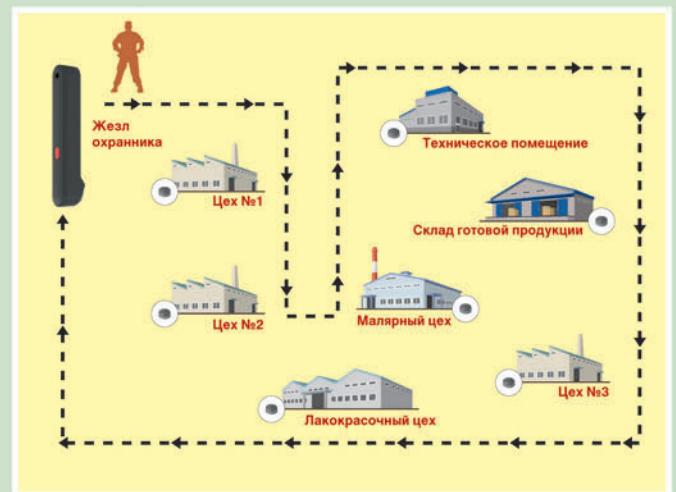 Жезл
охранника
Техническое помещение
Цех №1
Склад готовой продукции
Цех №2
Малярный цех
Цех №3
Лакокрасочный цех